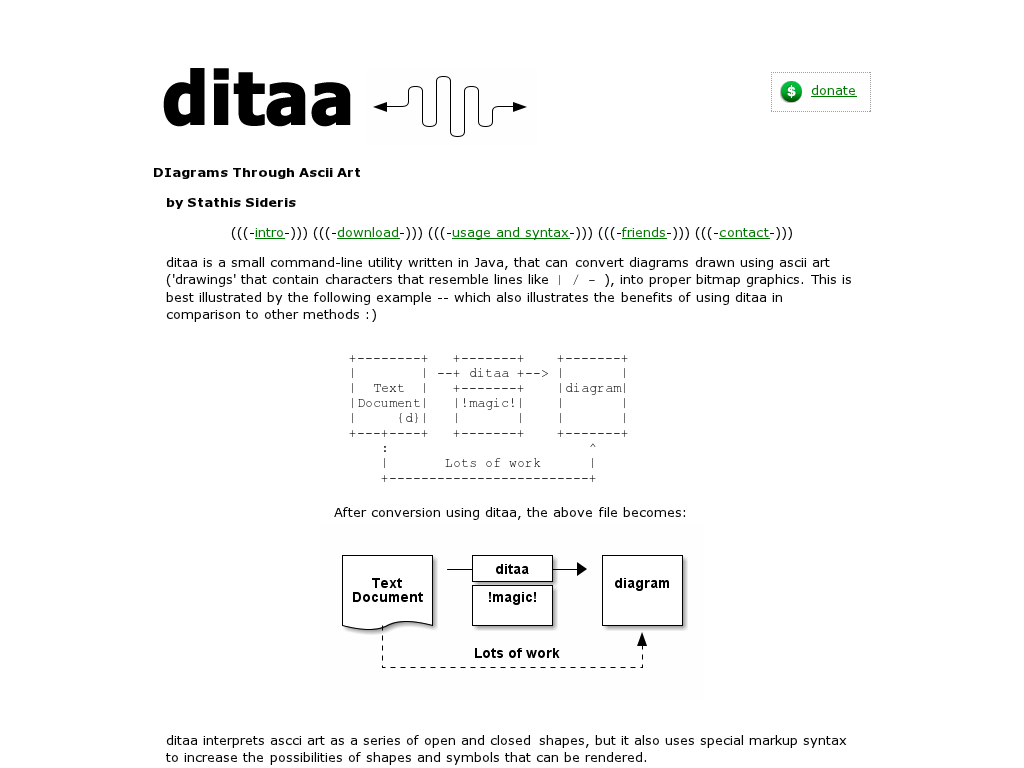 ditaa
$ donate
DIagrams Through Ascii Art
by Stathis Sideris
(((-intro-))) (((-download-))) (((-usage and syntax-))) (((-friends-))) (((-contact-)))
ditaa is a small command-line utility written in Java, that can convert diagrams drawn using ascii art
('drawings' that contain characters that resemble lines like | / - ), into proper bitmap graphics. This is
best illustrated by the following example -- which also illustrates the benefits of using ditaa in
comparison to other methods :)
+--------+   +-------+    +-------+
|        | --+ ditaa +--> |       |
|  Text  |   +-------+    |diagram|
|Document|   |!magic!|    |       |
|     {d}|   |       |    |       |
+---+----+   +-------+    +-------+
    :                         ^
    |       Lots of work      |
    +-------------------------+
After conversion using ditaa, the above file becomes:
ditaa
Text
Document
!magic!
diagram
Lots of work
ditaa interprets ascci art as a series of open and closed shapes, but it also uses special markup syntax
to increase the possibilities of shapes and symbols that can be rendered.